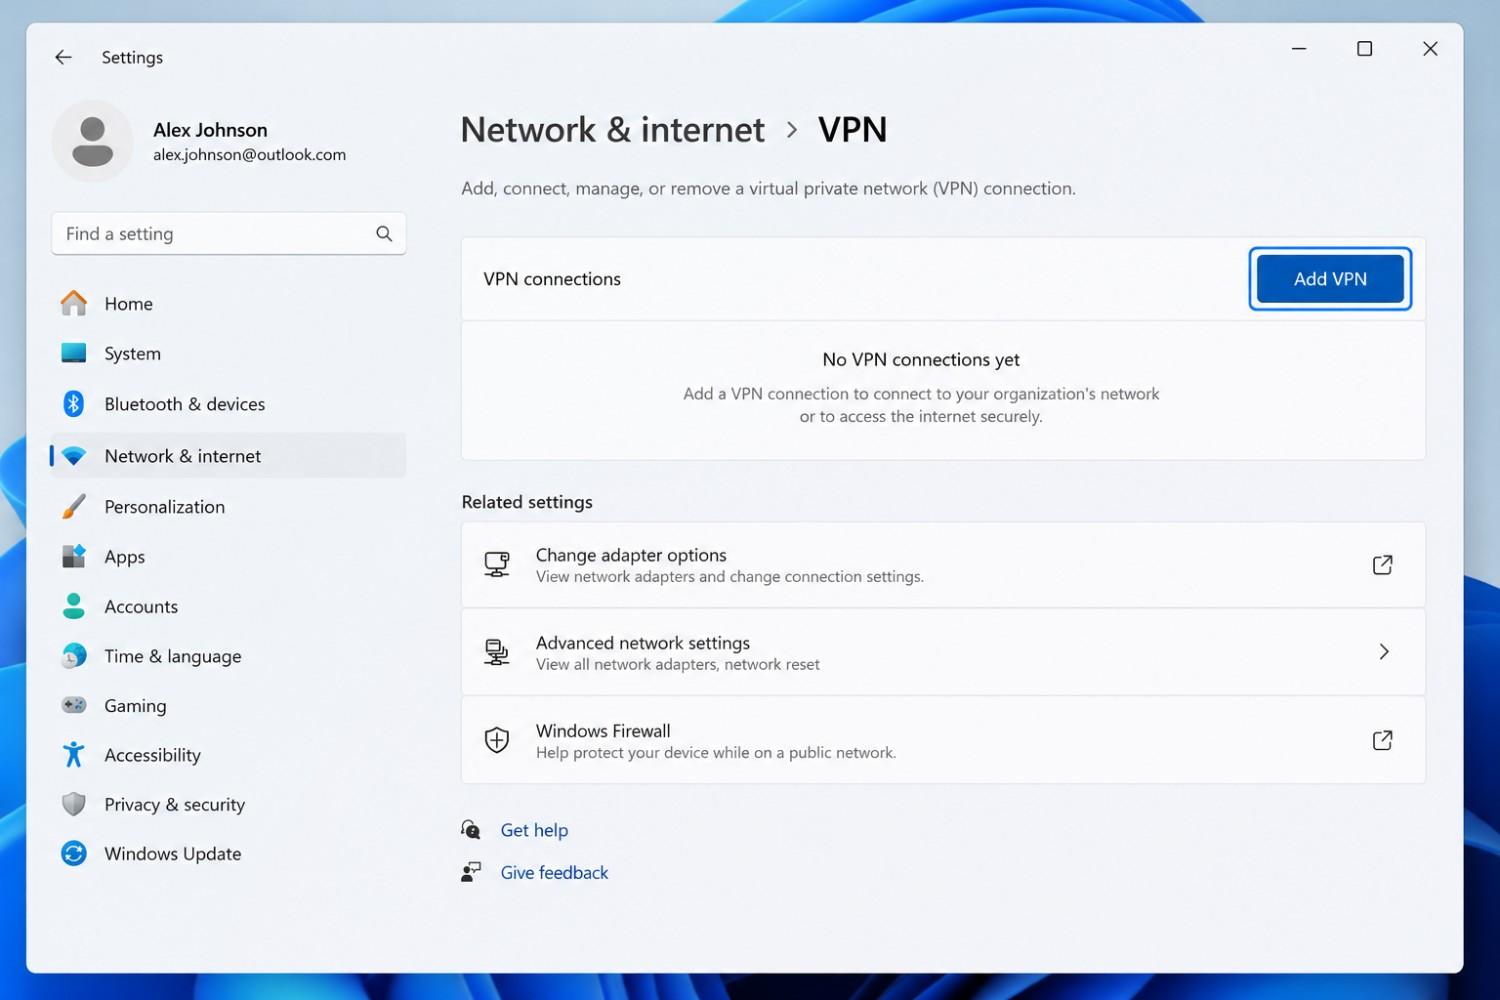 Settings
Alex Johnson
alex.johnson@outlook.com
Find a setting
Home
System
Bluetooth & devices
Network & internet
Personalization
Apps
Accounts
Time & language
Gaming
Accessibility
Privacy & security
Windows Update
Network & internet > VPN
Add, connect, manage, or remove a virtual private network (VPN) connection.
VPN connections
Add VPN
No VPN connections yet
Add a VPN connection to connect to your organization's network
or to access the internet securely.
Related settings
Change adapter options
View network adapters and change connection settings.
Advanced network settings
View all network adapters, network reset
Windows Firewall
Help protect your device while on a public network.
Get help
Give feedback